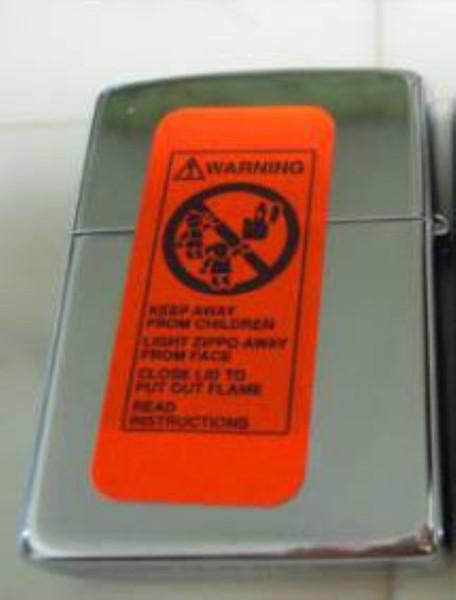 WARNING
KEEP AWAY
FROM CHILDREN
LIGHT ZIPPO AWAY
FROM FACE
CLOSE LID TO
PUT OUT FLAME
READ
INSTRUCTIONS